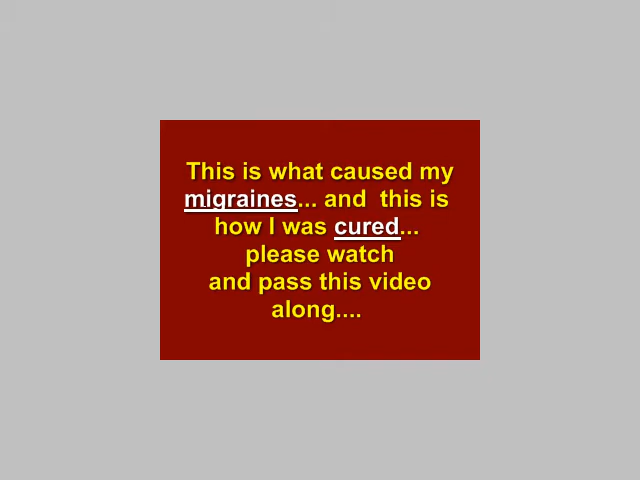 This is what caused my
migraines... and  this is
how I was cured...
please watch
and pass this video
along....